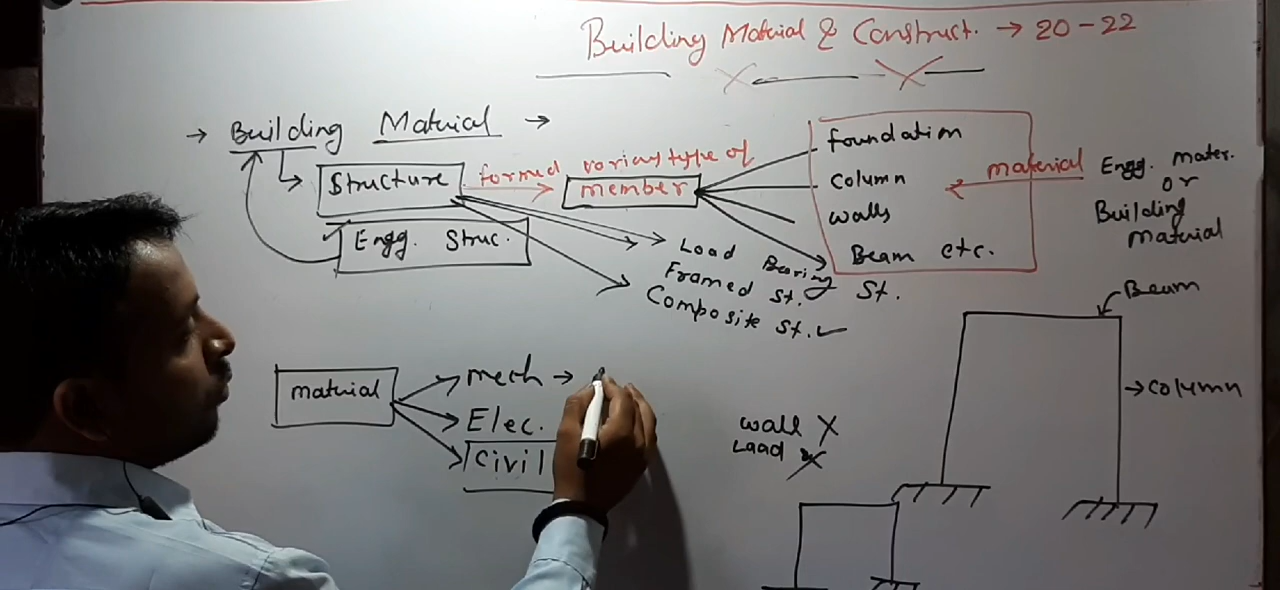 Building Material & Construct. → 20-22
→ Building Material →
Structure formed various type of member
Engg. Struc.
foundation
column
walls
Beam etc.
material
Engg. Mater.
or
Building
Material
Load Bearing St.
Framed St.
Composite St. ✓
Beam
→ Column
material
mech →
Elec.
Civil
wall X
Load X